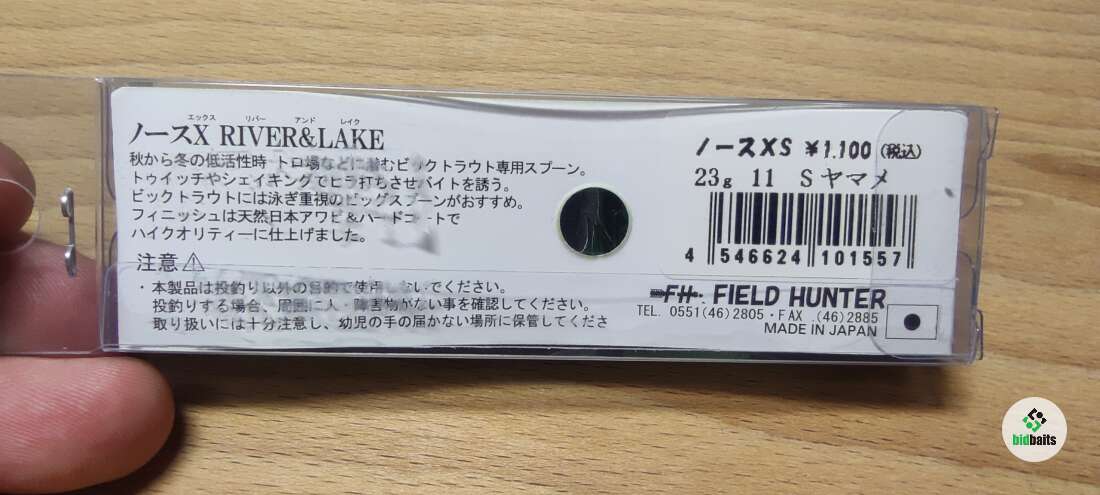 エックス リバー アンド レイク
ノースX RIVER&LAKE
秋から冬の低活性時 トロ場などに潜むビックトラウト専用スプーン。
トゥイッチやシェイキングでヒラ打ちさせバイトを誘う。
ビックトラウトには泳ぎ重視のビッグスプーンがおすすめ。
フィニッシュは天然日本アワビ&ハードコートで
ハイクオリティーに仕上げました。
注意
・本製品は投釣り以外の目的で使用しないでください。
投釣りする場合、周囲に人・障害物がない事を確認してください。
取り扱いには十分注意し、幼児の手の届かない場所に保管してくださ
ノースXS ¥1,100 (税込)
23g 11 Sヤマメ
4 546624 101557
FH. FIELD HUNTER
TEL. 0551(46)2805・FAX .(46)2885
MADE IN JAPAN
bidbaits